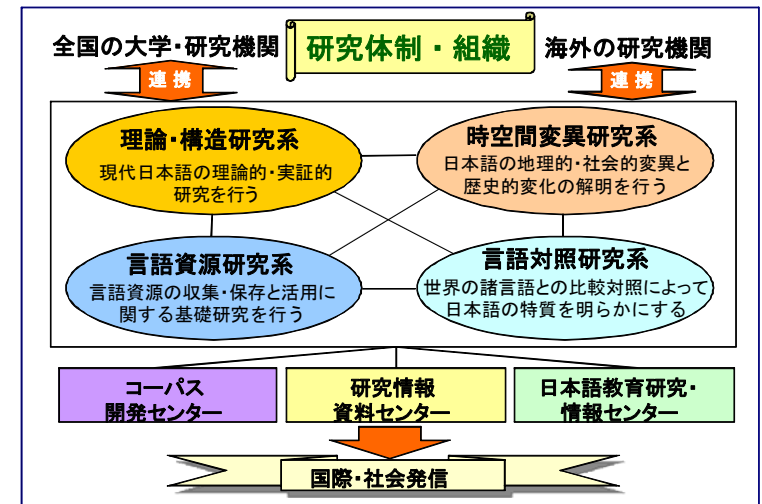 全国の大学・研究機関
研究体制・組織
海外の研究機関
連携
連携
理論・構造研究系
現代日本語の理論的・実証的
研究を行う
時空間変異研究系
日本語の地理的・社会的変異と
歴史的変化の解明を行う
言語資源研究系
言語資源の収集・保存と活用に
関する基礎研究を行う
言語対照研究系
世界の諸言語との比較対照によって
日本語の特質を明らかにする
コーパス
開発センター
研究情報
資料センター
日本語教育研究・
情報センター
国際・社会発信